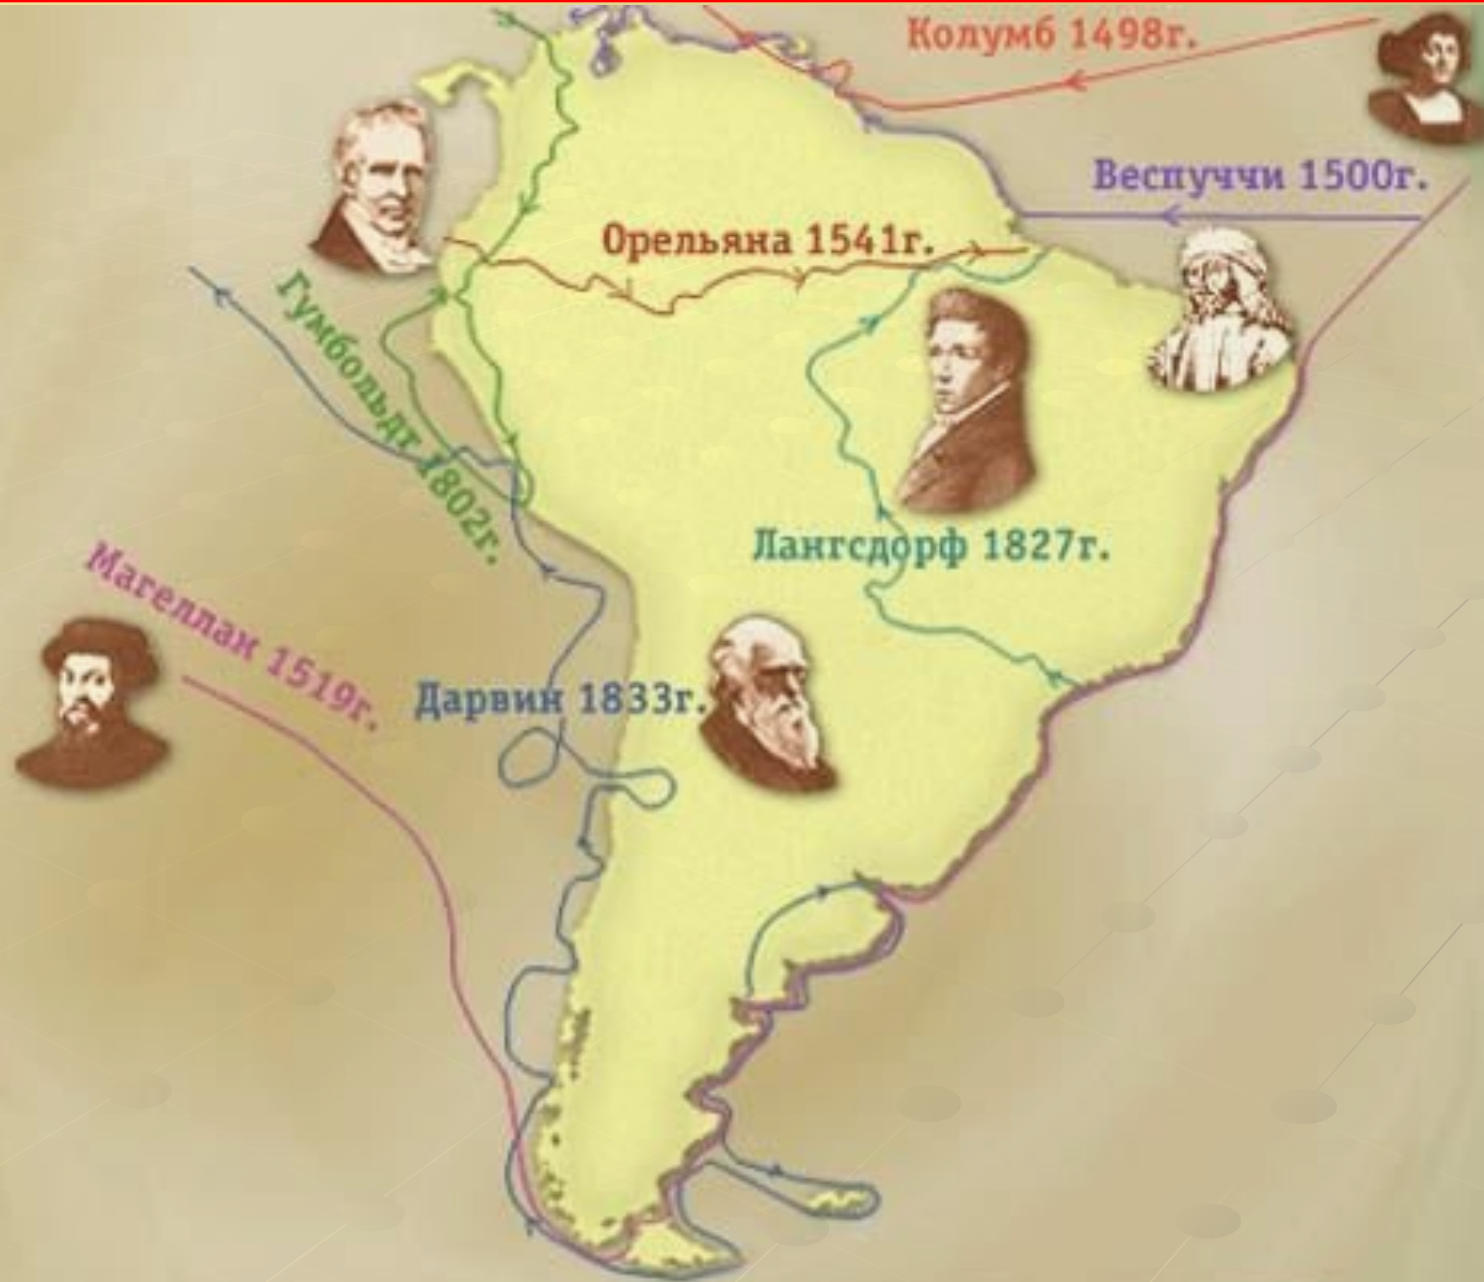 Колумб 1498г.
Веспуччи 1500г.
Орельяна 1541г.
Гумбольдт 1802г.
Лангсдорф 1827г.
Магеллан 1519г.
Дарвин 1833г.